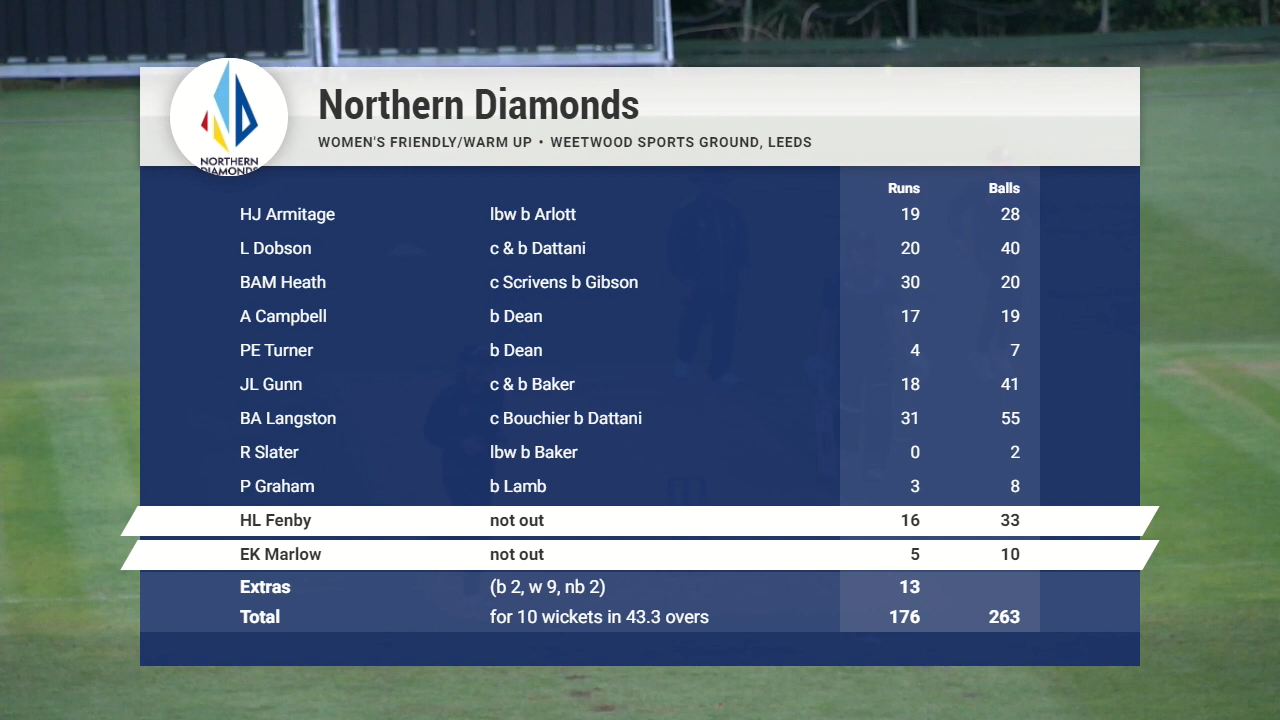 NORTHERN
DIAMONDS
Northern Diamonds
WOMEN'S FRIENDLY/WARM UP • WEETWOOD SPORTS GROUND, LEEDS
Runs Balls
HJ Armitage lbw b Arlott 19 28
L Dobson c & b Dattani 20 40
BAM Heath c Scrivens b Gibson 30 20
A Campbell b Dean 17 19
PE Turner b Dean 4 7
JL Gunn c & b Baker 18 41
BA Langston c Bouchier b Dattani 31 55
R Slater lbw b Baker 0 2
P Graham b Lamb 3 8
HL Fenby not out 16 33
EK Marlow not out 5 10
Extras (b 2, w 9, nb 2) 13
Total for 10 wickets in 43.3 overs 176 263